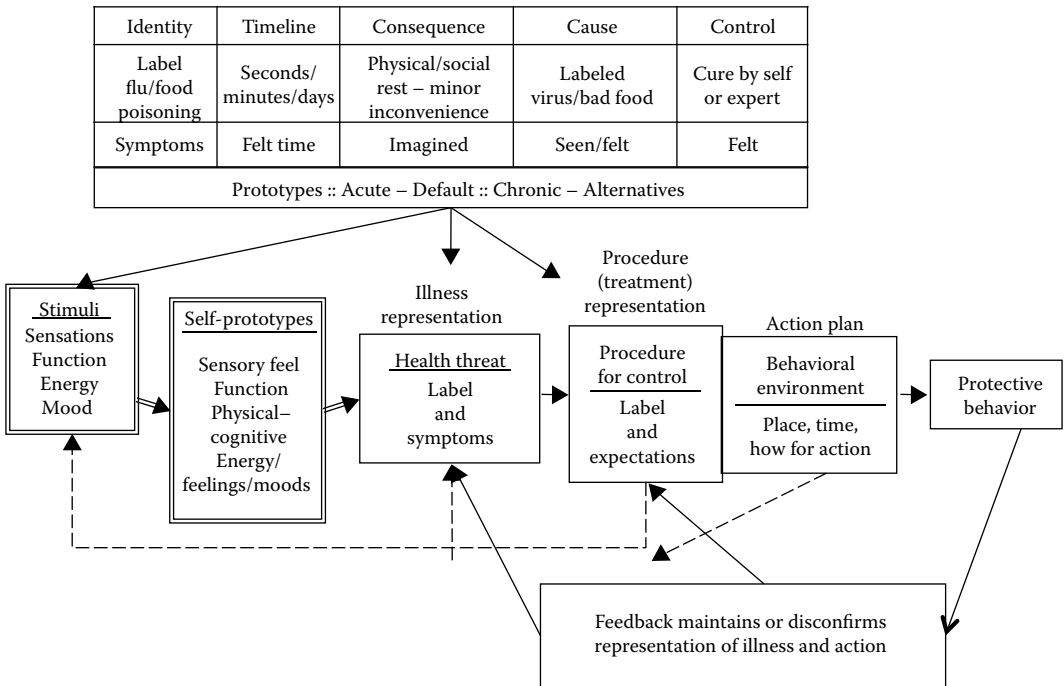 Identity Timeline Consequence Cause Control
Label
flu/food
poisoning
Seconds/
minutes/days
Physical/social
rest – minor
inconvenience
Labeled
virus/bad food
Cure by self
or expert
Symptoms Felt time Imagined Seen/felt Felt
Prototypes :: Acute – Default :: Chronic – Alternatives
Stimuli
Sensations
Function
Energy
Mood
Self-prototypes
Sensory feel
Function
Physical–
cognitive
Energy/
feelings/moods
Illness
representation
Health threat
Label
and
symptoms
Procedure
(treatment)
representation
Procedure
for control
Label
and
expectations
Action plan
Behavioral
environment
Place, time,
how for action
Protective
behavior
Feedback maintains or disconfirms
representation of illness and action